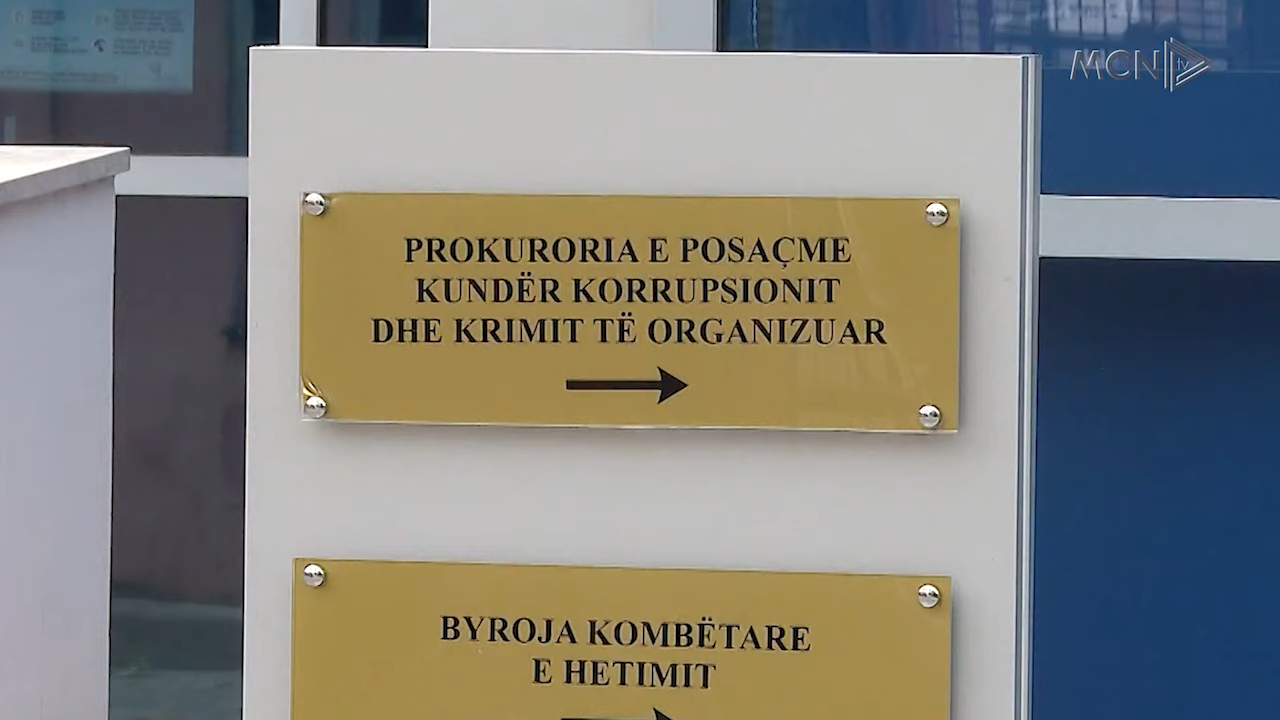 MCN tv
PROKURORIA E POSAÇME
KUNDËR KORRUPSIONIT
DHE KRIMIT TË ORGANIZUAR
BYROJA KOMBËTARE
E HETIMIT